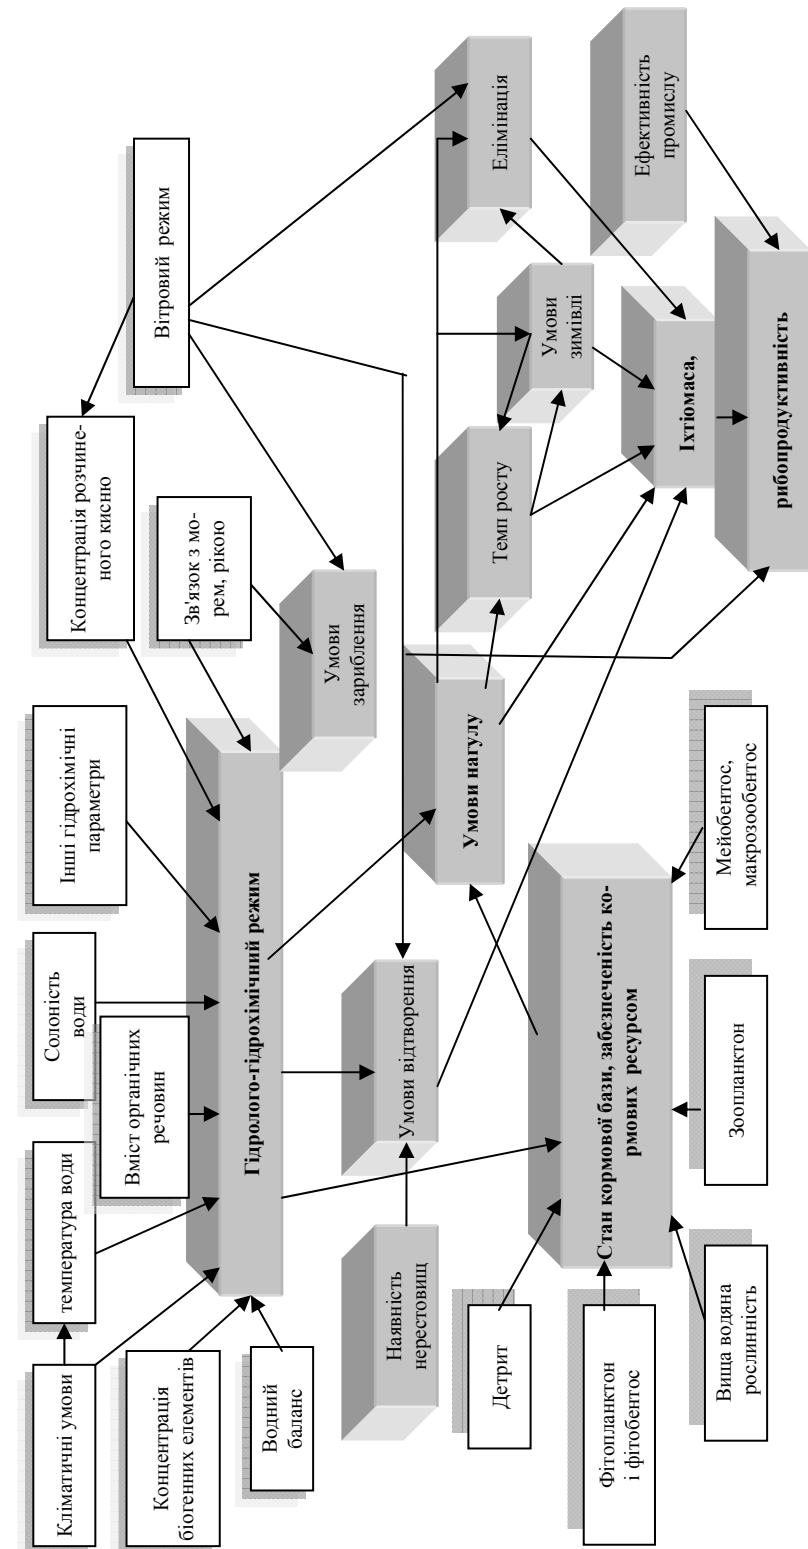 Кліматичні умови
температура води
Солоність
води
Інші гідрохімічні
параметри
Концентрація розчине-
ного кисню
Вітровий режим
Концентрація
біогенних елементів
Вміст органічних
речовин
Зв'язок з мо-
рем, рікою
Водний
баланс
Гідролого-гідрохімічний режим
Умови
зариблення
Наявність
нерестовищ
Умови відтворення
Умови нагулу
Темп росту
Умови
зимівлі
Елімінація
Детрит
Стан кормової бази, забезпеченість ко-
рмових ресурсом
Ефективність
промислу
Іхтіомаса,
рибопродуктивність
Фітопланктон
і фітобентос
Вища водяна
рослинність
Зоопланктон
Мейобентос,
макрозообентос